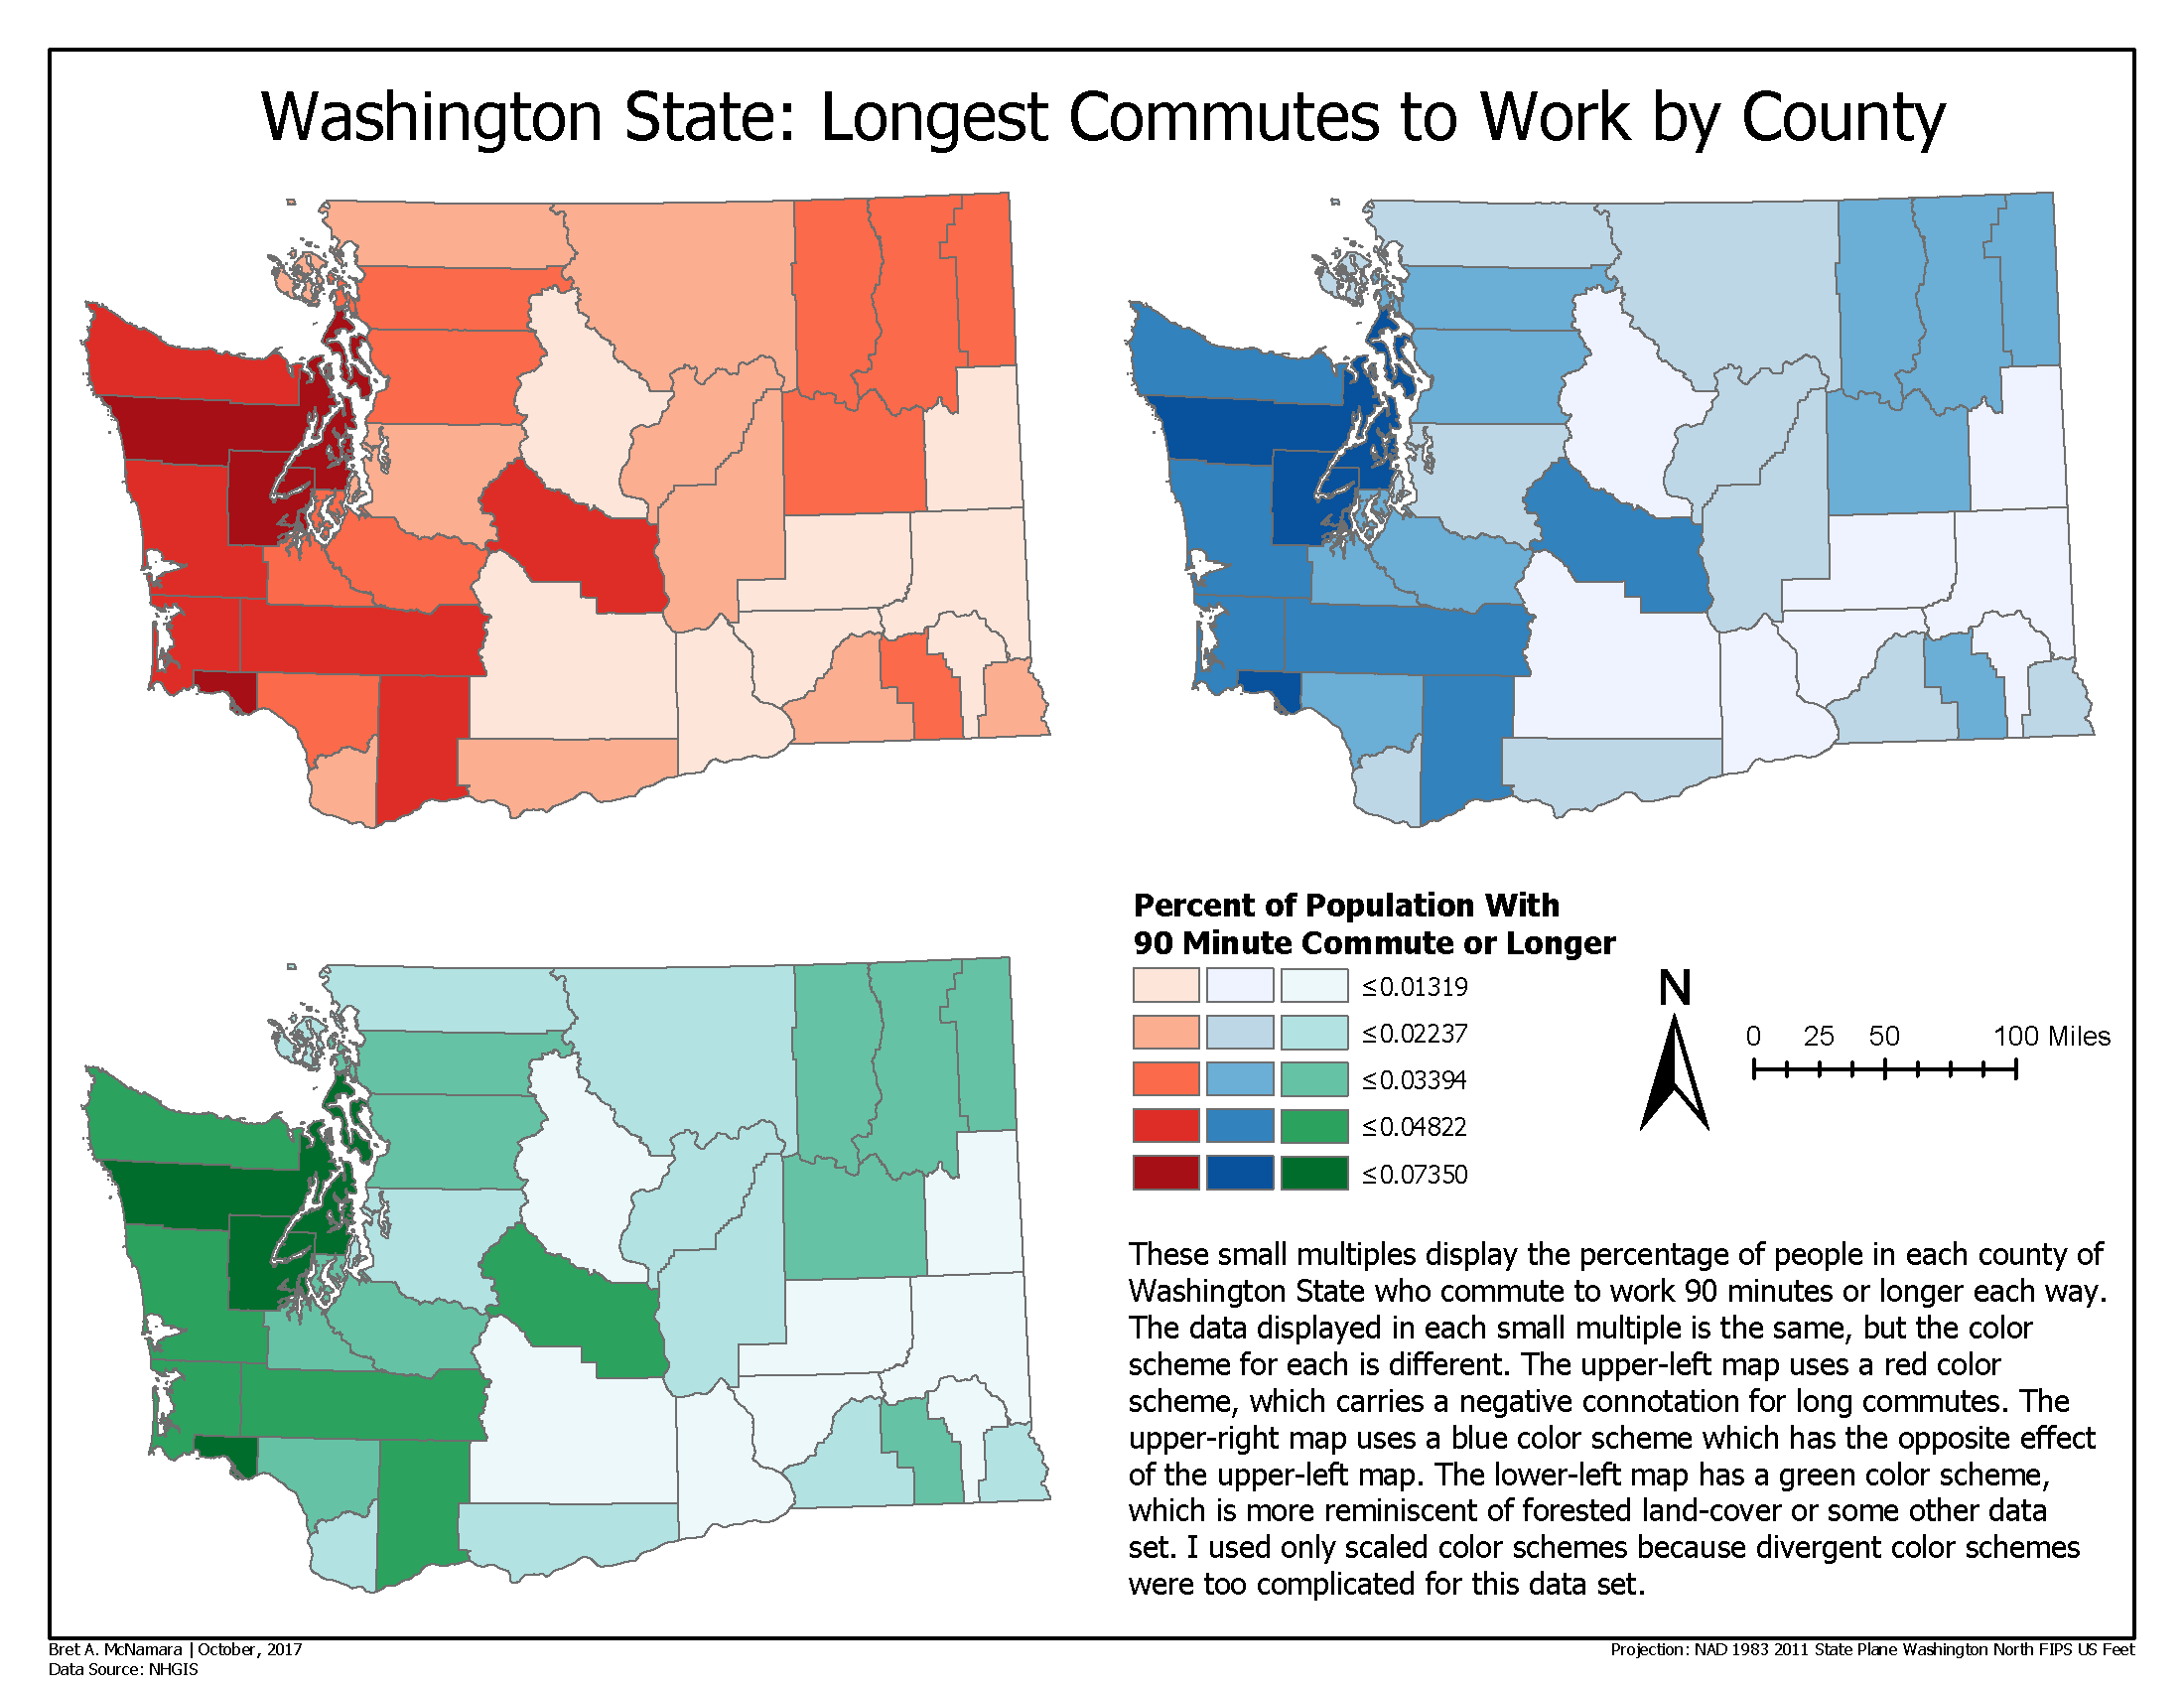 Washington State: Longest Commutes to Work by County
Percent of Population With
90 Minute Commute or Longer
≤0.01319
≤0.02237
≤0.03394
≤0.04822
≤0.07350
N
0 25 50 100 Miles
These small multiples display the percentage of people in each county of
Washington State who commute to work 90 minutes or longer each way.
The data displayed in each small multiple is the same, but the color
scheme for each is different. The upper-left map uses a red color
scheme, which carries a negative connotation for long commutes. The
upper-right map uses a blue color scheme which has the opposite effect
of the upper-left map. The lower-left map has a green color scheme,
which is more reminiscent of forested land-cover or some other data
set. I used only scaled color schemes because divergent color schemes
were too complicated for this data set.
Bret A. McNamara | October, 2017
Data Source: NHGIS
Projection: NAD 1983 2011 State Plane Washington North FIPS US Feet